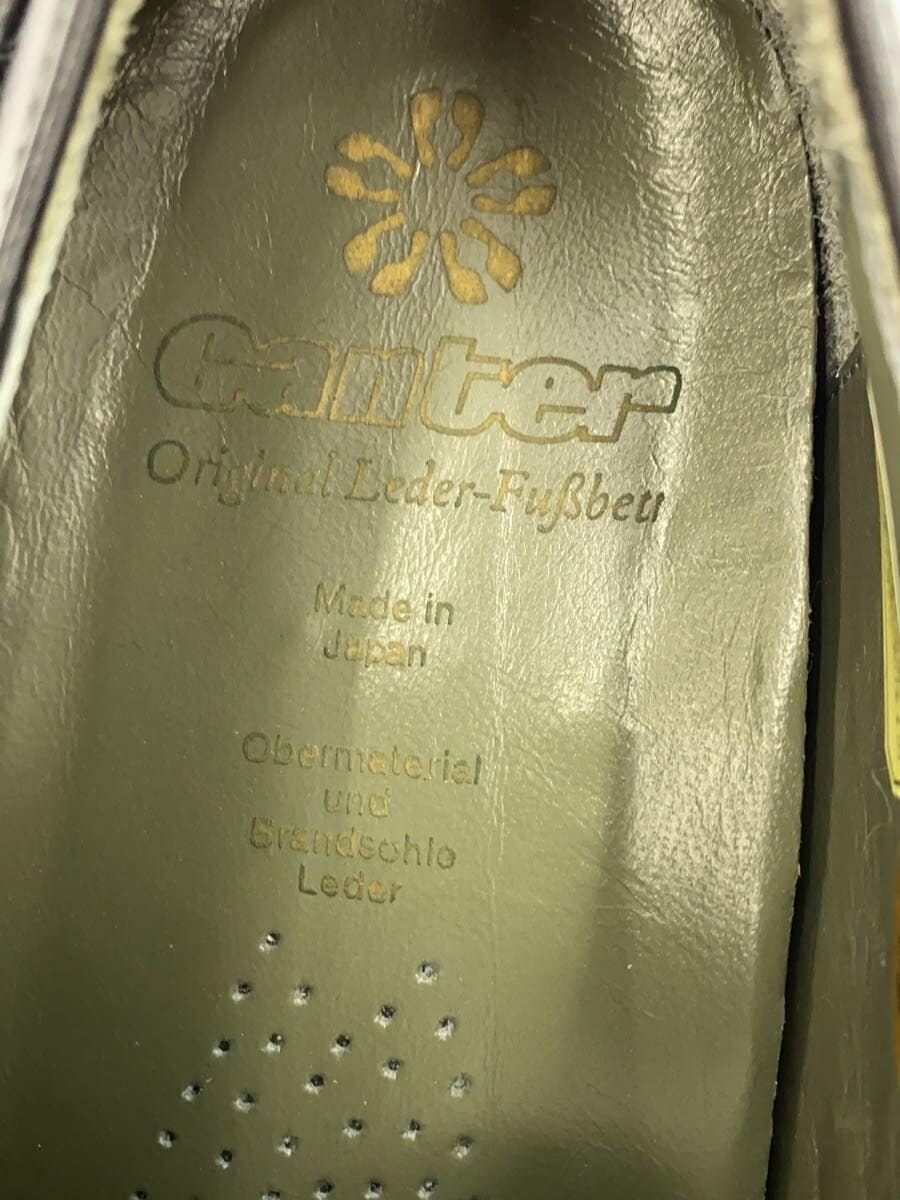 Canter
Original Leder-Fußbett
Made in
Japan
Obermaterial
und
Brandsohle
Leder